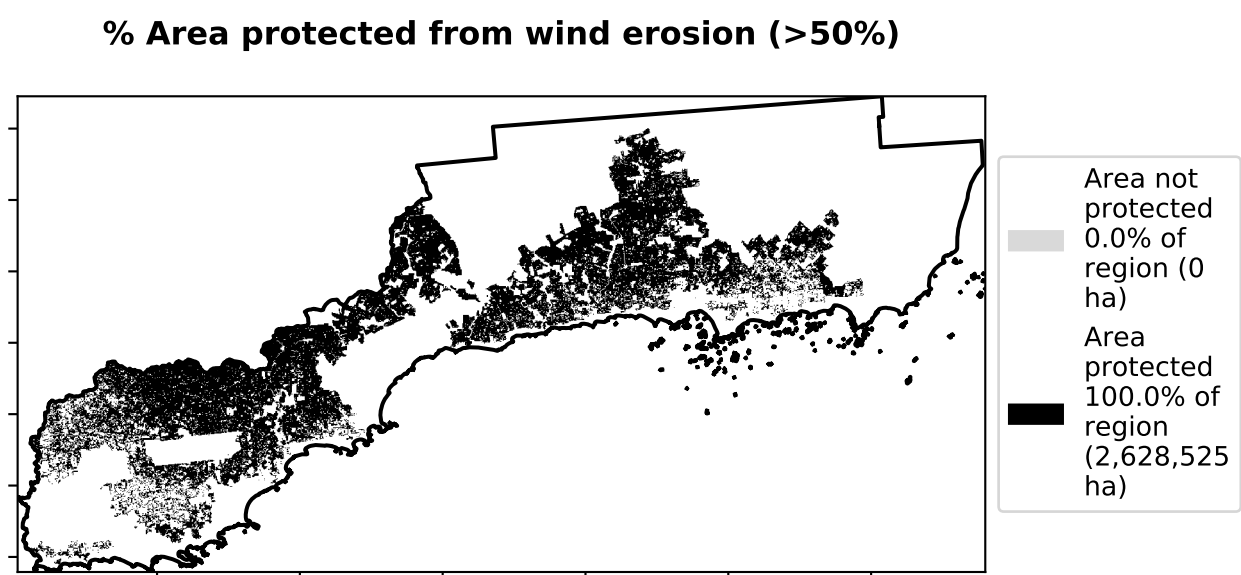 % Area protected from wind erosion (>50%)
Area not
protected
0.0% of
region (0
ha)
Area
protected
100.0% of
region
(2,628,525
ha)